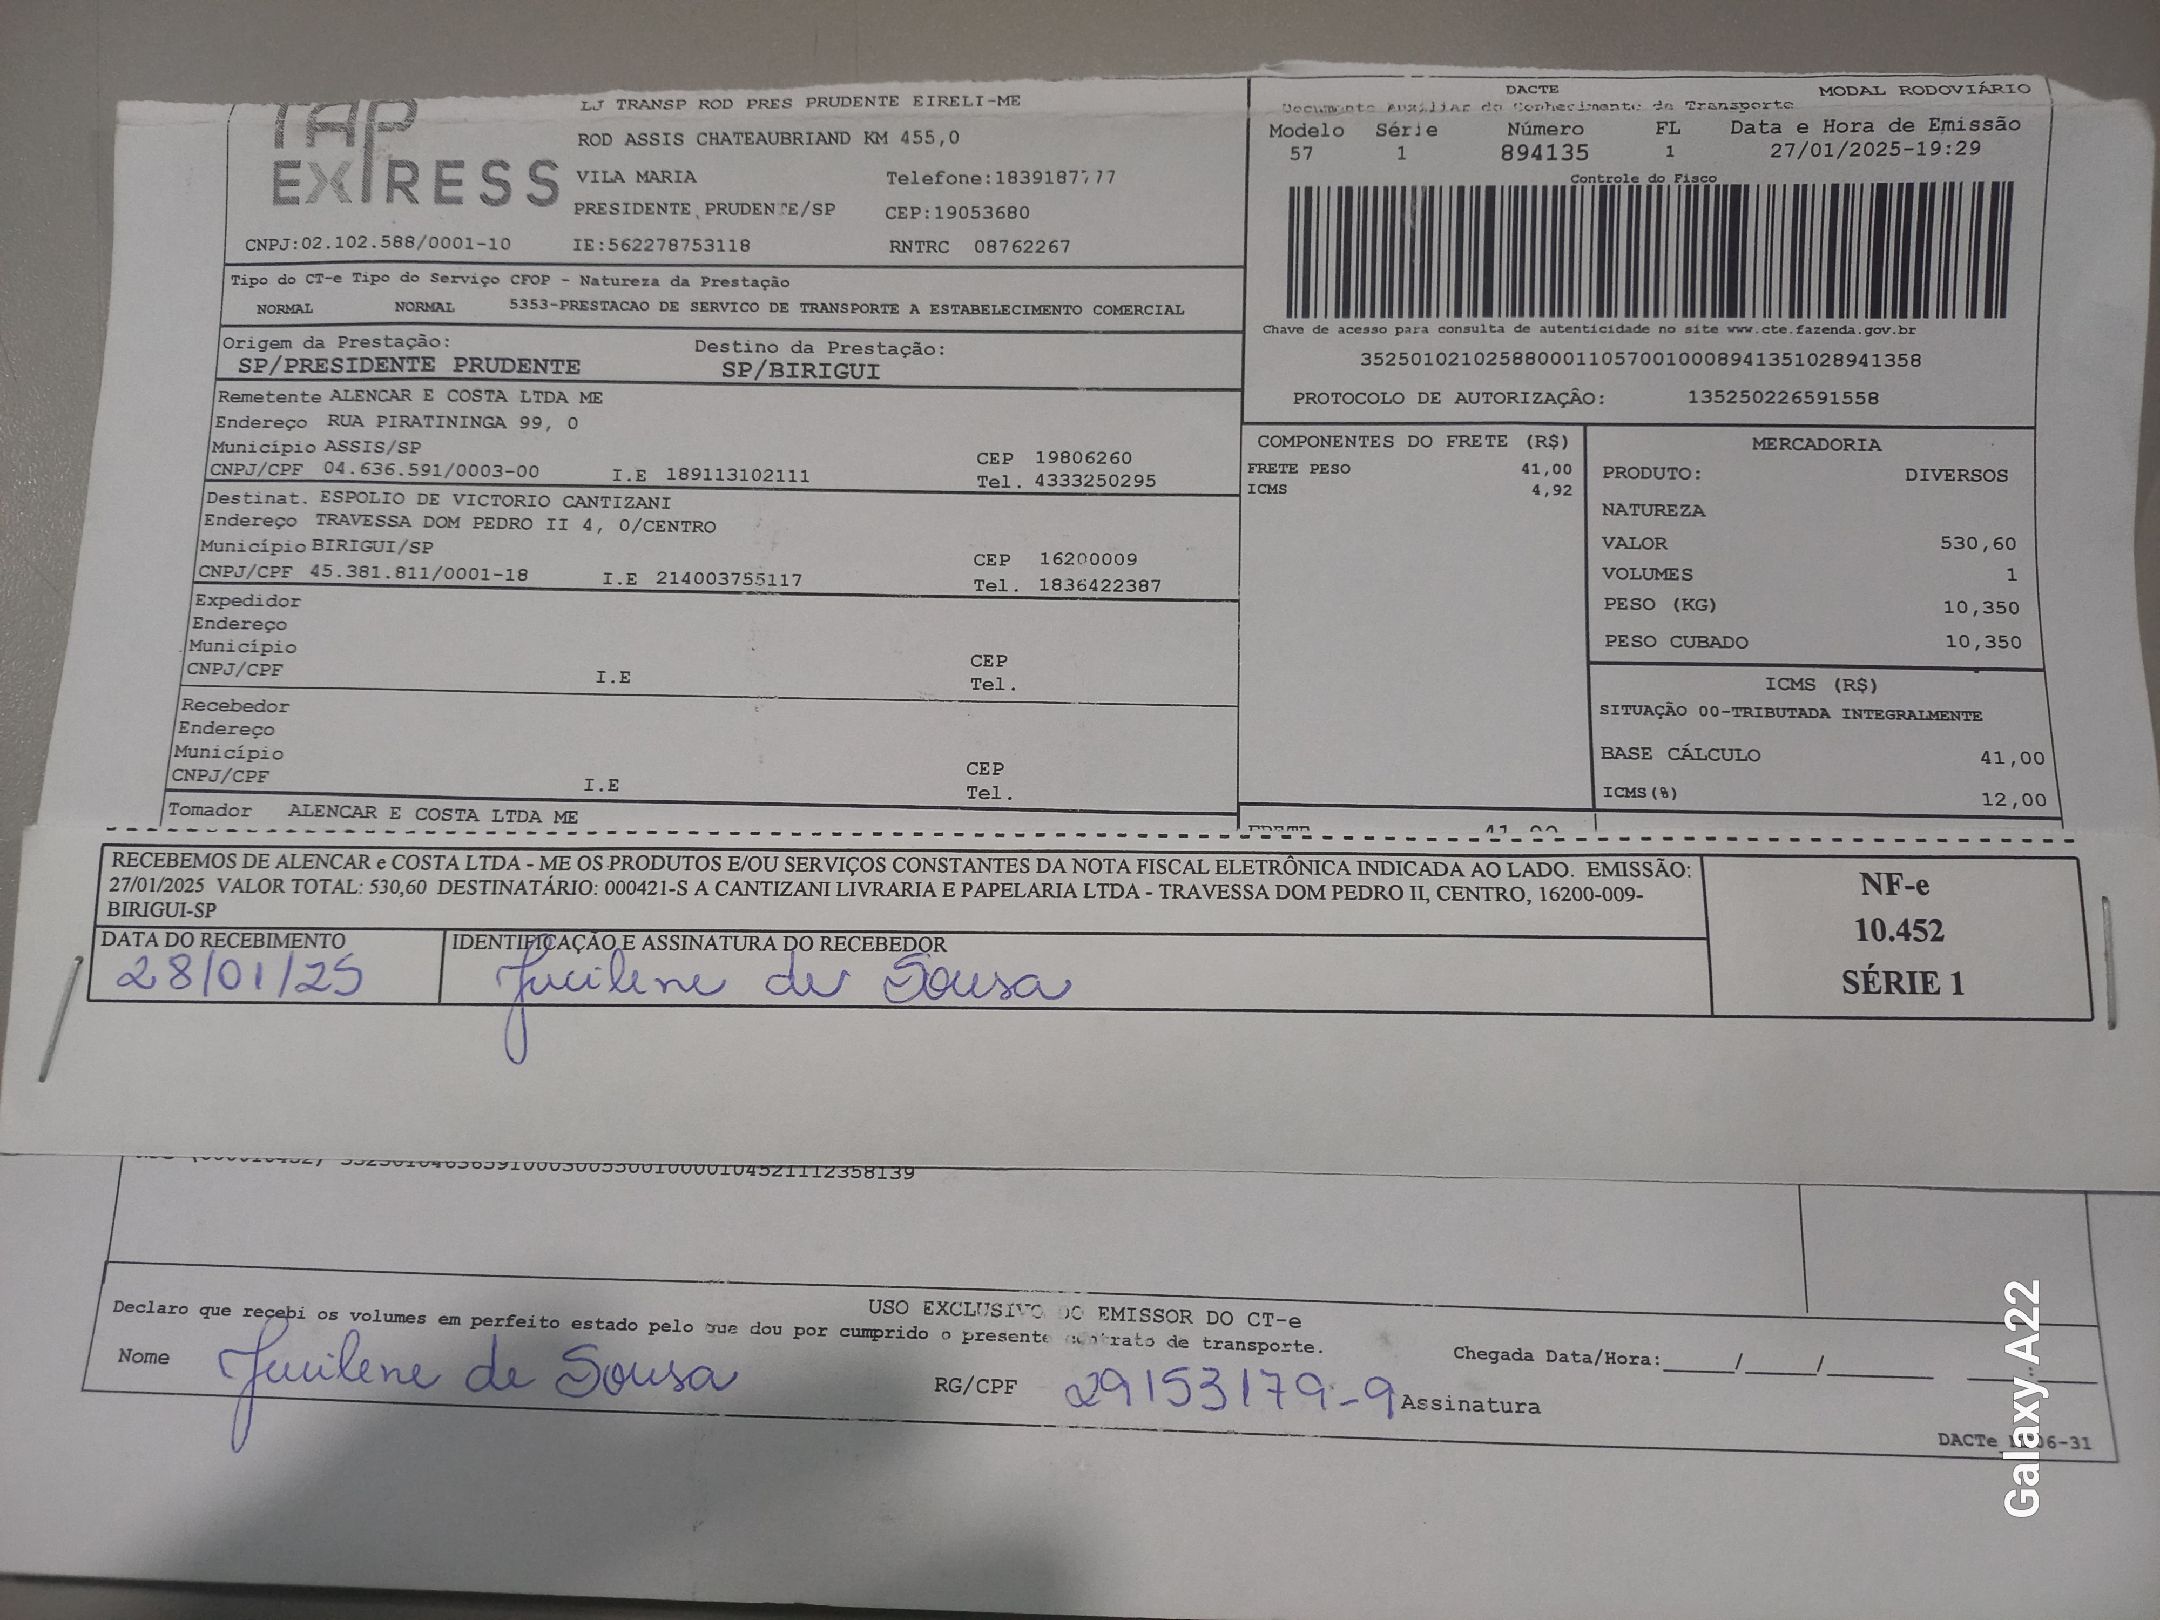 TAP
EXPRESS
LJ TRANSP ROD PRES PRUDENTE EIRELI-ME
ROD ASSIS CHATEAUBRIAND KM 455,0
VILA MARIA Telefone:1839187777
PRESIDENTE PRUDENTE/SP CEP:19053680
CNPJ:02.102.588/0001-10 IE:562278753118 RNTRC 08762267
DACTE MODAL RODOVIÁRIO
Documento Auxiliar do Conhecimento de Transporte
Modelo Série Número FL Data e Hora de Emissão
57 1 894135 1 27/01/2025-19:29
Controle do Fisco
Chave de acesso para consulta de autenticidade no site www.cte.fazenda.gov.br
35250102102588000110570010008941351028941358
PROTOCOLO DE AUTORIZAÇÃO: 135250226591558
Tipo do CT-e Tipo do Serviço CFOP - Natureza da Prestação
NORMAL NORMAL 5353-PRESTACAO DE SERVICO DE TRANSPORTE A ESTABELECIMENTO COMERCIAL
Origem da Prestação: Destino da Prestação:
SP/PRESIDENTE PRUDENTE SP/BIRIGUI
Remetente ALENCAR E COSTA LTDA ME
Endereço RUA PIRATININGA 99, 0
Município ASSIS/SP CEP 19806260
CNPJ/CPF 04.636.591/0003-00 I.E 189113102111 Tel. 4333250295
Destinat. ESPOLIO DE VICTORIO CANTIZANI
Endereço TRAVESSA DOM PEDRO II 4, 0/CENTRO
Município BIRIGUI/SP CEP 16200009
CNPJ/CPF 45.381.811/0001-18 I.E 214003755117 Tel. 1836422387
Expedidor
Endereço
Município CEP
CNPJ/CPF I.E Tel.
Recebedor
Endereço
Município CEP
CNPJ/CPF I.E Tel.
Tomador ALENCAR E COSTA LTDA ME
COMPONENTES DO FRETE (R$)
FRETE PESO 41,00
ICMS 4,92
FRETE 41,00
MERCADORIA
PRODUTO: DIVERSOS
NATUREZA
VALOR 530,60
VOLUMES 1
PESO (KG) 10,350
PESO CUBADO 10,350
ICMS (R$)
SITUAÇÃO 00-TRIBUTADA INTEGRALMENTE
BASE CÁLCULO 41,00
ICMS(%) 12,00
RECEBEMOS DE ALENCAR e COSTA LTDA - ME OS PRODUTOS E/OU SERVIÇOS CONSTANTES DA NOTA FISCAL ELETRÔNICA INDICADA AO LADO. EMISSÃO:
27/01/2025 VALOR TOTAL: 530,60 DESTINATÁRIO: 000421-S A CANTIZANI LIVRARIA E PAPELARIA LTDA - TRAVESSA DOM PEDRO II, CENTRO, 16200-009-
BIRIGUI-SP
DATA DO RECEBIMENTO IDENTIFICAÇÃO E ASSINATURA DO RECEBEDOR
28/01/25 Jucilene de Sousa
NF-e
10.452
SÉRIE 1
USO EXCLUSIVO DO EMISSOR DO CT-e
Declaro que recebi os volumes em perfeito estado pelo que dou por cumprido o presente contrato de transporte.
Nome Jucilene de Sousa RG/CPF 29153179-9 Assinatura
Chegada Data/Hora:_____/_____/_______
Galaxy A22